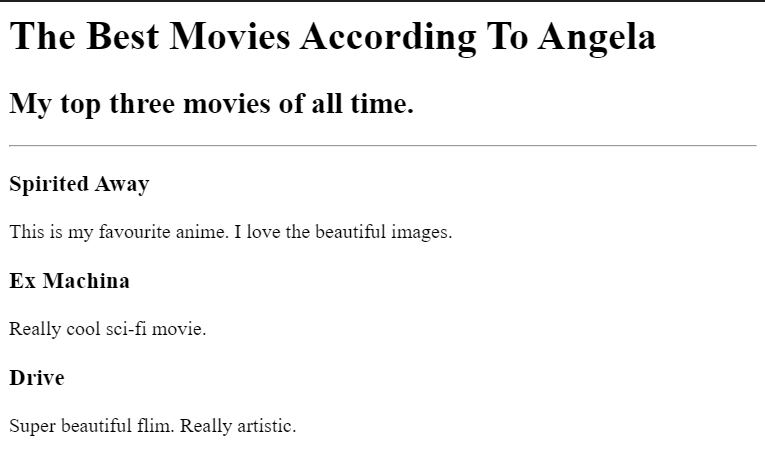 The Best Movies According To Angela
My top three movies of all time.
Spirited Away
This is my favourite anime. I love the beautiful images.
Ex Machina
Really cool sci-fi movie.
Drive
Super beautiful flim. Really artistic.